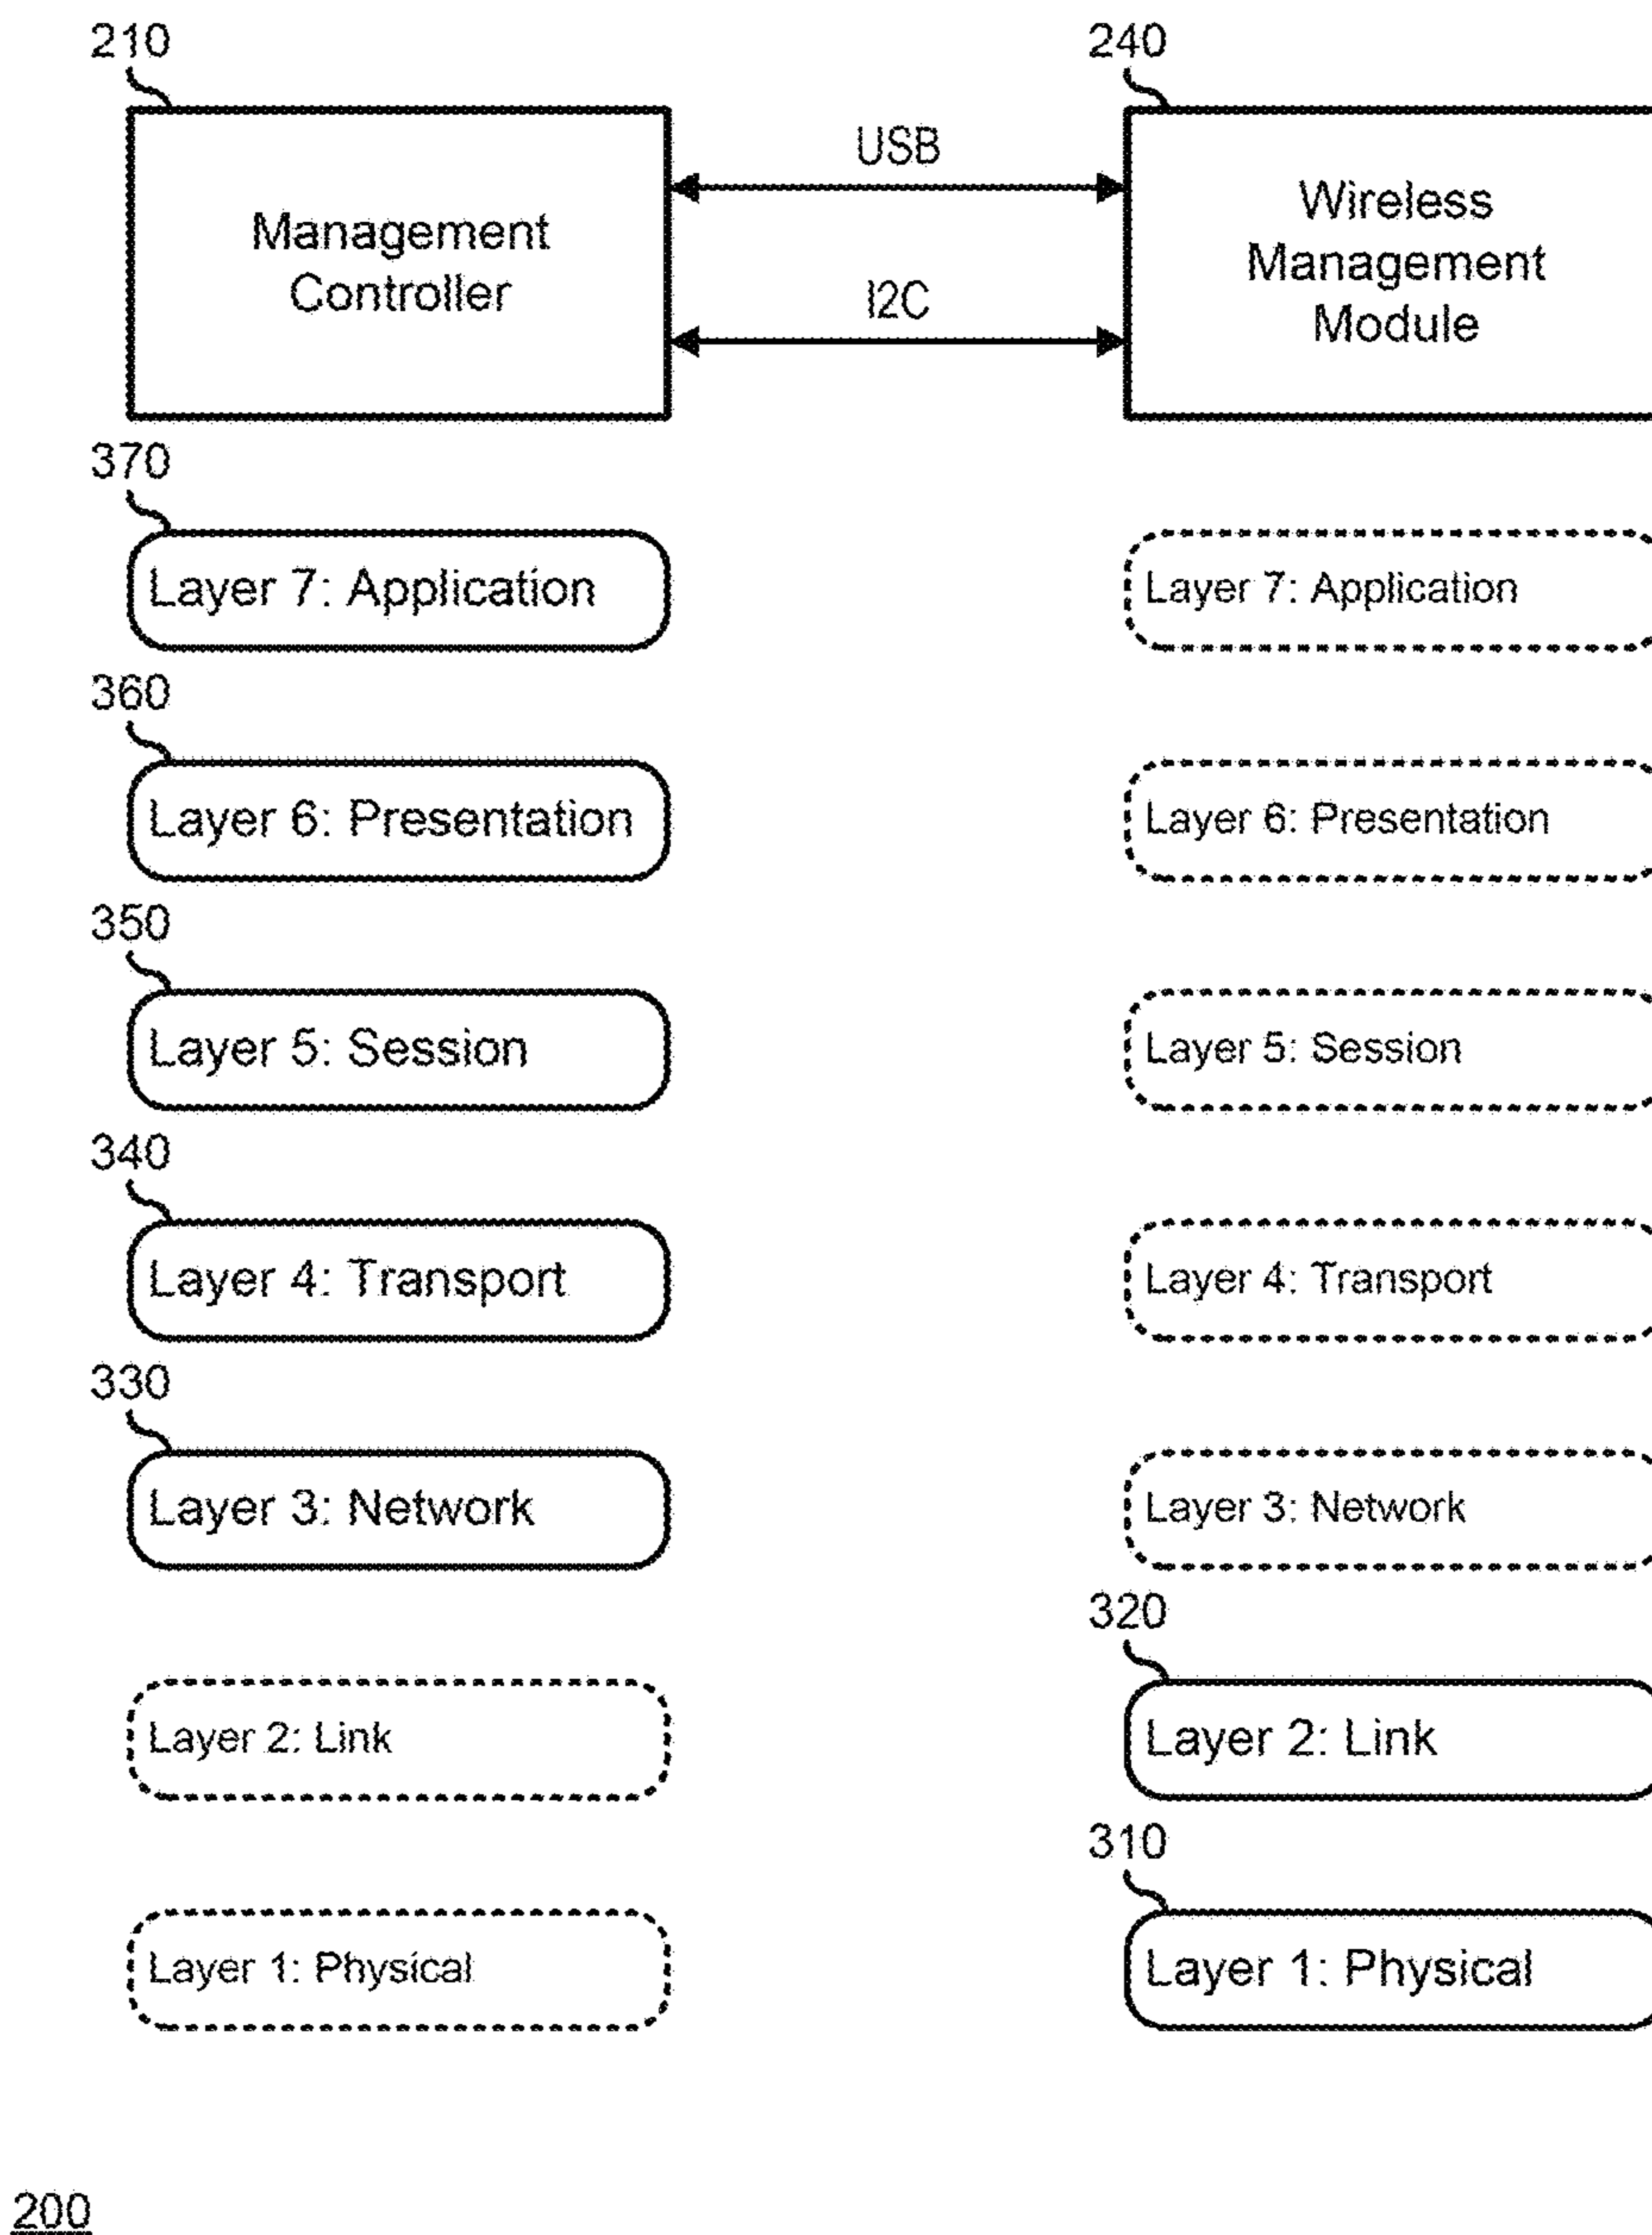 210
240
Management
Controller
USB
I2C
Wireless
Management
Module
370
Layer 7: Application
Layer 7: Application
360
Layer 6: Presentation
Layer 6: Presentation
350
Layer 5: Session
Layer 5: Session
340
Layer 4: Transport
Layer 4: Transport
330
Layer 3: Network
Layer 3: Network
320
Layer 2: Link
Layer 2: Link
310
Layer 1: Physical
Layer 1: Physical
200